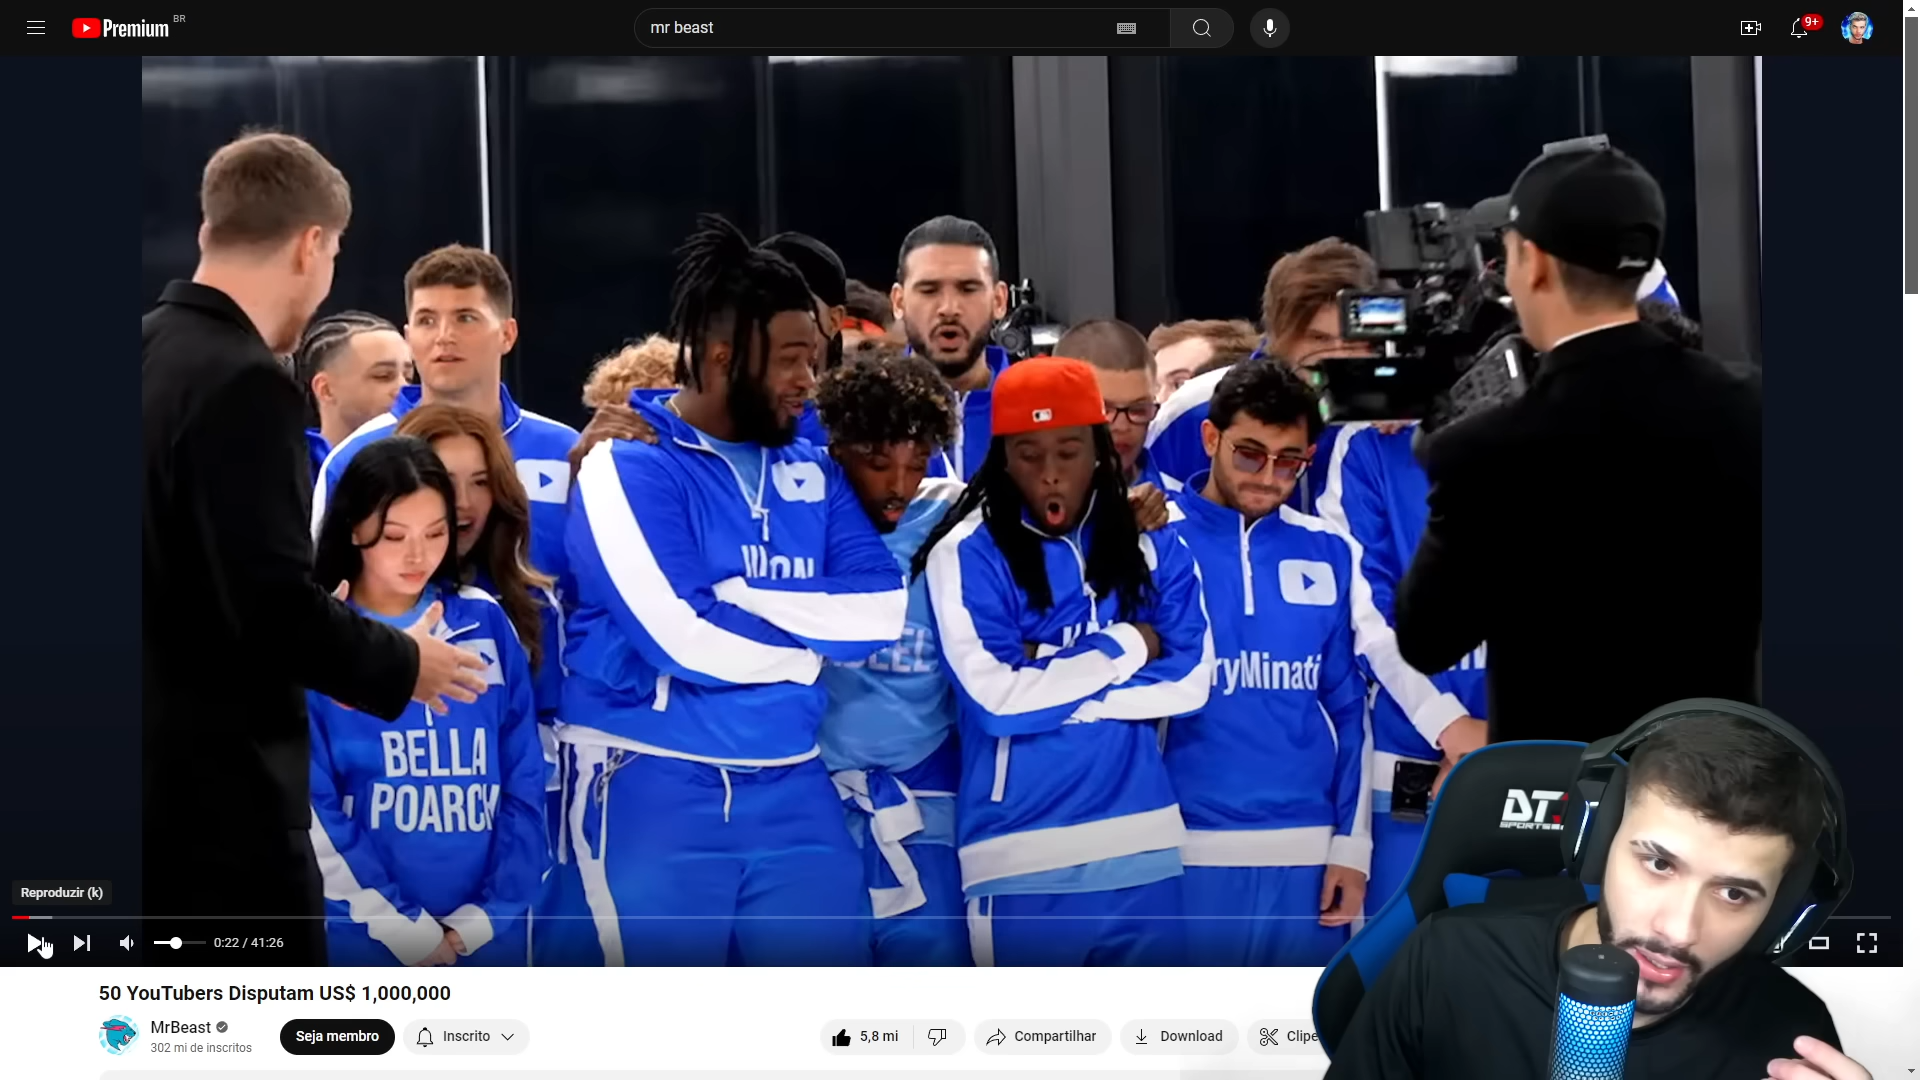 Premium
BR
mr beast
9+
BELLA
POARCH
ryMinati
DT
SPORTS
Reproduzir (k)
0:22 / 41:26
50 YouTubers Disputam US$ 1,000,000
MrBeast
302 mi de inscritos
Seja membro
Inscrito
5,8 mi
Compartilhar
Download
Clipe